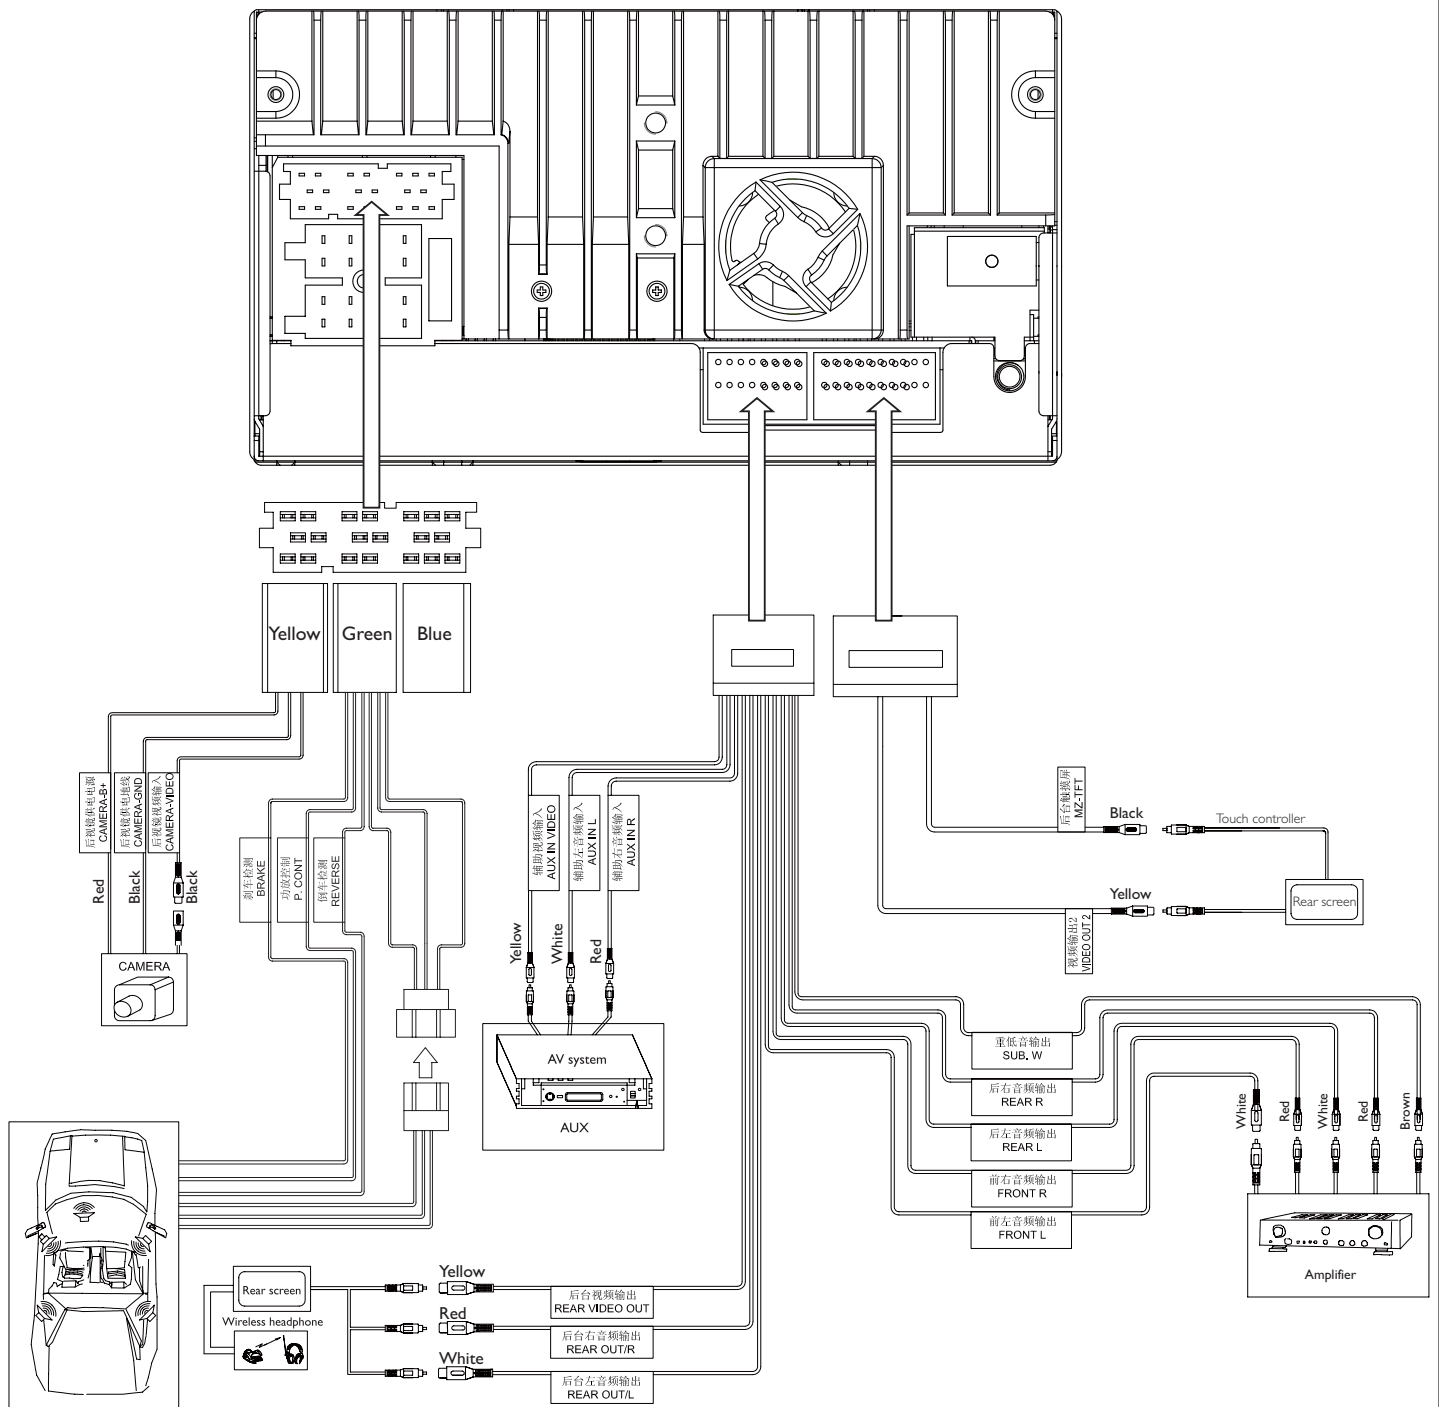 Yellow
Green
Blue
后视镜供电电源
CAMERA-B+
后视镜供电地线
CAMERA-GND
后视镜视频输入
CAMERA-VIDEO
Red
Black
Black
CAMERA
刹车检测
BRAKE
功放控制
P. CONT
倒车检测
REVERSE
辅助视频输入
AUX IN VIDEO
辅助左音频输入
AUX IN L
辅助右音频输入
AUX IN R
Yellow
White
Red
AV system
AUX
后台触摸屏
MZ-TFT
Black
Touch controller
视频输出2
VIDEO OUT 2
Yellow
Rear screen
重低音输出
SUB. W
后右音频输出
REAR R
后左音频输出
REAR L
前右音频输出
FRONT R
前左音频输出
FRONT L
White
Red
White
Red
Brown
Amplifier
Rear screen
Wireless headphone
Yellow
后台视频输出
REAR VIDEO OUT
Red
后台右音频输出
REAR OUT/R
White
后台左音频输出
REAR OUT/L